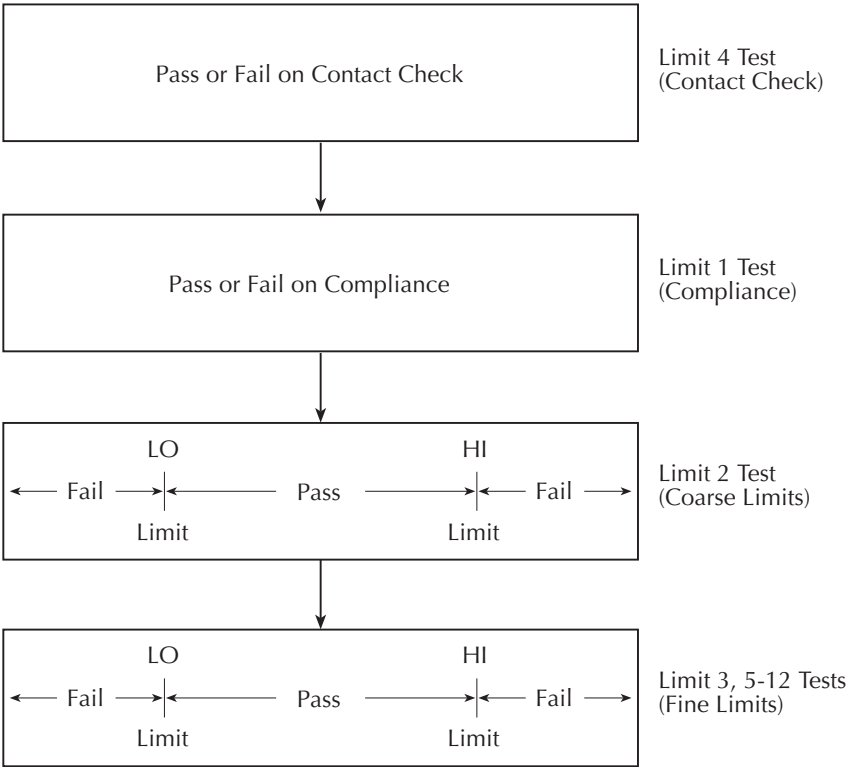 Pass or Fail on Contact Check
Limit 4 Test
(Contact Check)
Pass or Fail on Compliance
Limit 1 Test
(Compliance)
LO HI
Fail Pass Fail
Limit Limit
Limit 2 Test
(Coarse Limits)
LO HI
Fail Pass Fail
Limit Limit
Limit 3, 5-12 Tests
(Fine Limits)